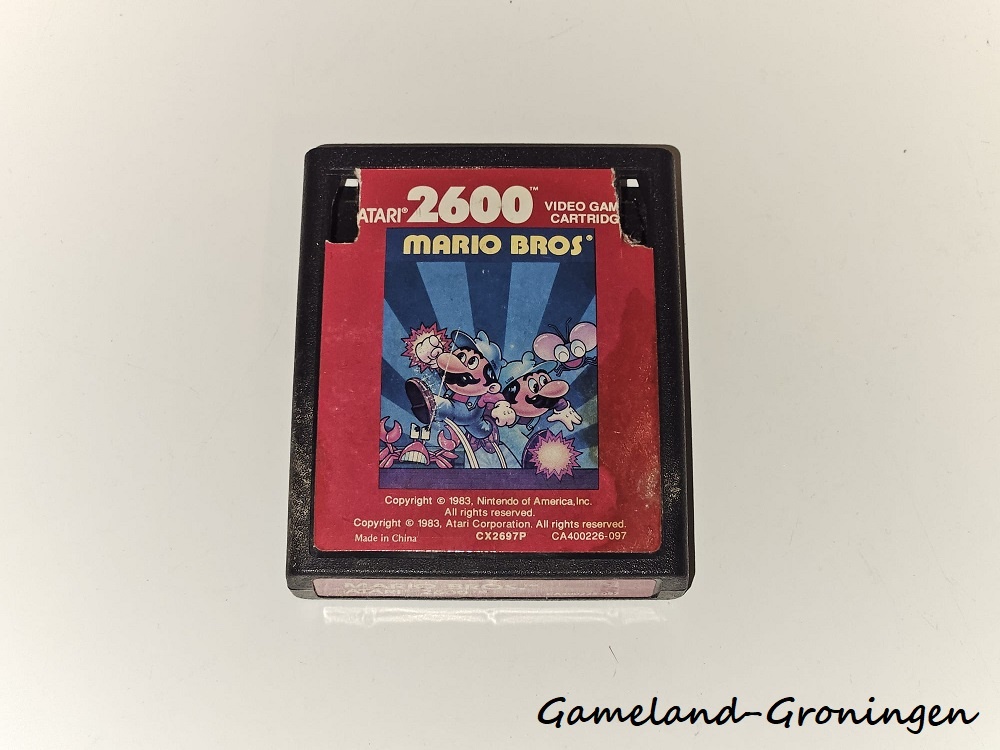 ATARI® 2600™ VIDEO GAM
CARTRIDG
MARIO BROS®
Copyright © 1983, Nintendo of America, Inc.
All rights reserved.
Copyright © 1983, Atari Corporation. All rights reserved.
Made in China CX2697P CA400226-097
Gameland-Groningen